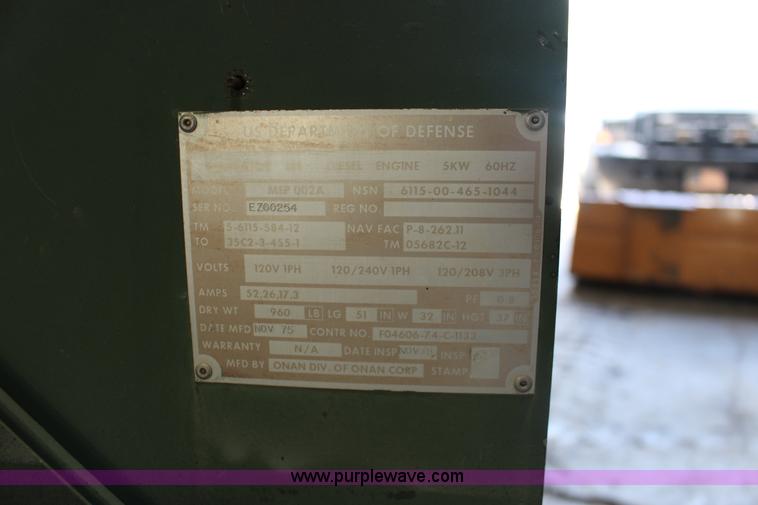 US DEPARTMENT OF DEFENSE
DIESEL ENGINE 5KW 60HZ
MODEL MEP 002A NSN 6115-00-465-1044
SER NO. EZ00254 REG NO.
TM 5-6115-584-12 NAV FAC P-8-262.11
TO 35C2-3-455-1 TM 05682C-12
VOLTS 120V 1PH 120/240V 1PH 120/208V 3PH
AMPS 52,26,17.3 PF 0.8
DRY WT 960 LB LG 51 IN W 32 IN HGT 37 IN
DATE MFD NOV 75 CONTR NO. F04606-74-C-1133
WARRANTY N/A DATE INSP NOV INSP
MFD BY ONAN DIV. OF ONAN CORP STAMP
www.purplewave.com